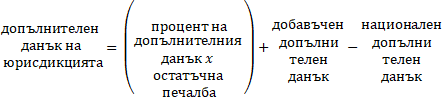 допълнителен
данък на
юрисдикцията
=
(
процент на
допълнителния
данък x
остатъчна
печалба
)
+
добавъчен
допълни
телен
данък
−
национален
допълни
телен
данък